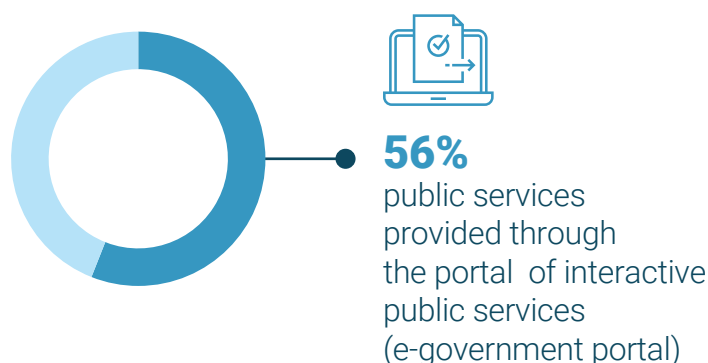 56%
public services
provided through
the portal of interactive
public services
(e-government portal)